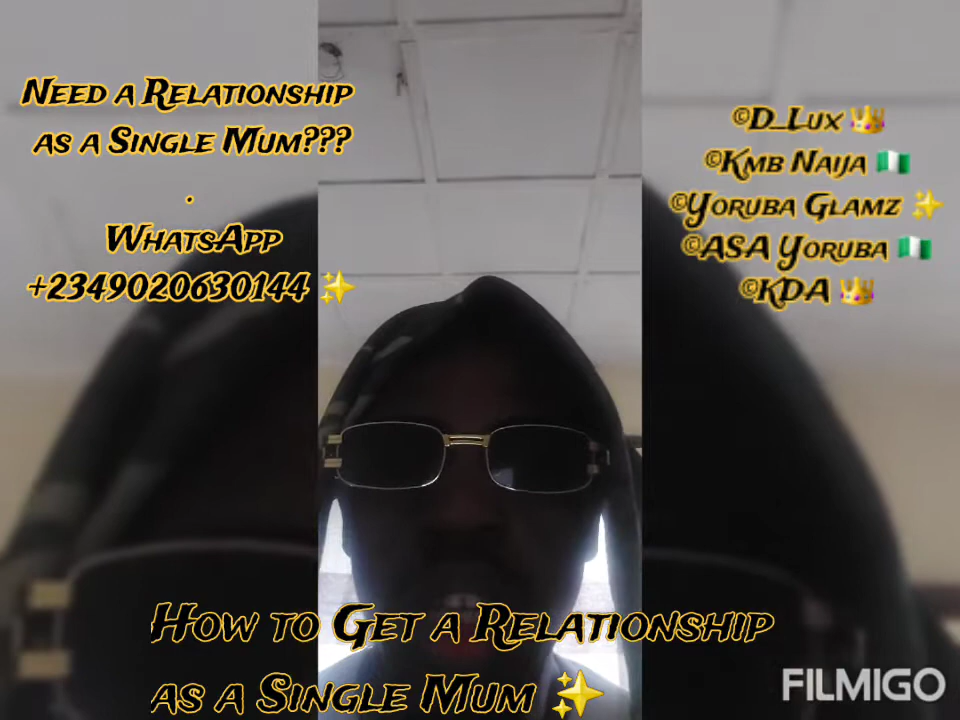 Need a Relationship
as a Single Mum???
.
WhatsApp
+2349020630144 ✨
©D_Lux 👑
©Kmb Naija 🇳🇬
©Yoruba Glamz ✨
©ASA Yoruba 🇳🇬
©KDA 👑
How to Get a Relationship
as a Single Mum ✨
FILMIGO